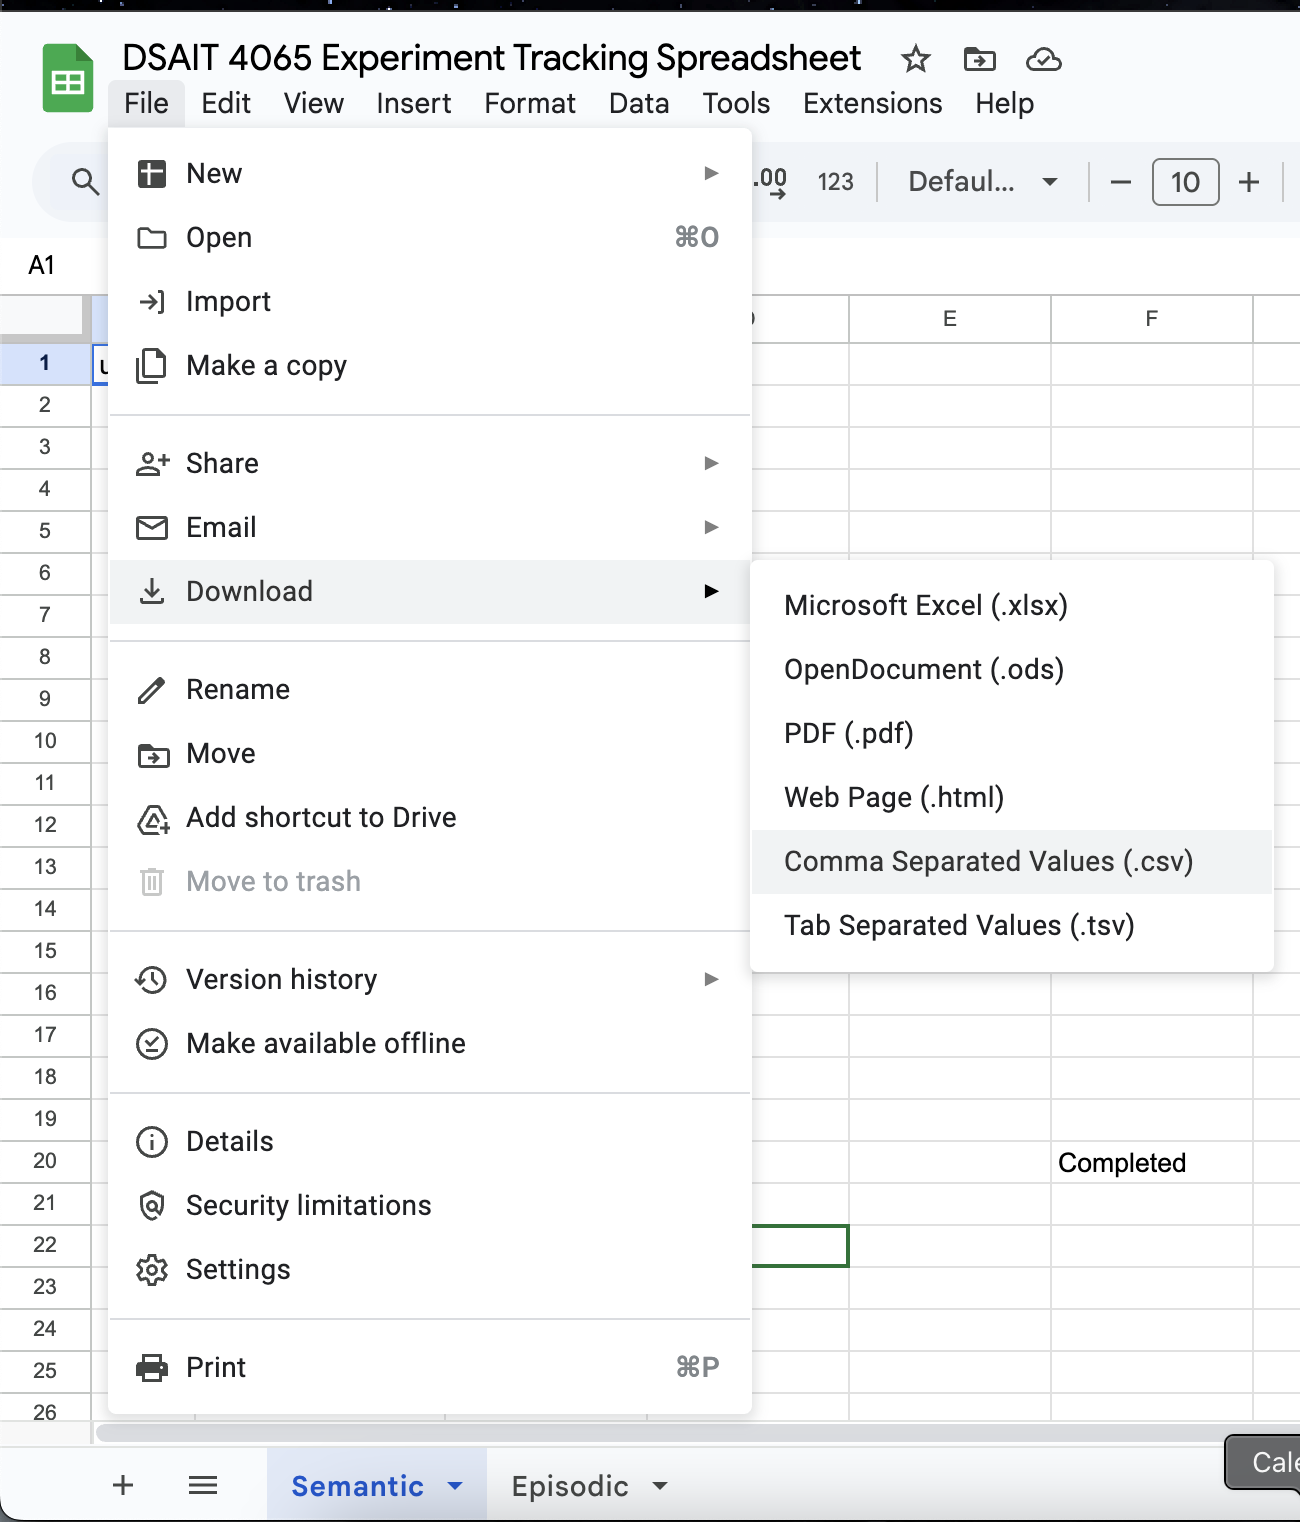 DSAIT 4065 Experiment Tracking Spreadsheet
File Edit View Insert Format Data Tools Extensions Help
.00 123 Defaul... 10
A1
E F
1
2
3
4
5
6
7
8
9
10
11
12
13
14
15
16
17
18
19
20 Completed
21
22
23
24
25
26
New
Open ⌘O
Import
Make a copy
Share
Email
Download
Rename
Move
Add shortcut to Drive
Move to trash
Version history
Make available offline
Details
Security limitations
Settings
Print ⌘P
Microsoft Excel (.xlsx)
OpenDocument (.ods)
PDF (.pdf)
Web Page (.html)
Comma Separated Values (.csv)
Tab Separated Values (.tsv)
Semantic Episodic